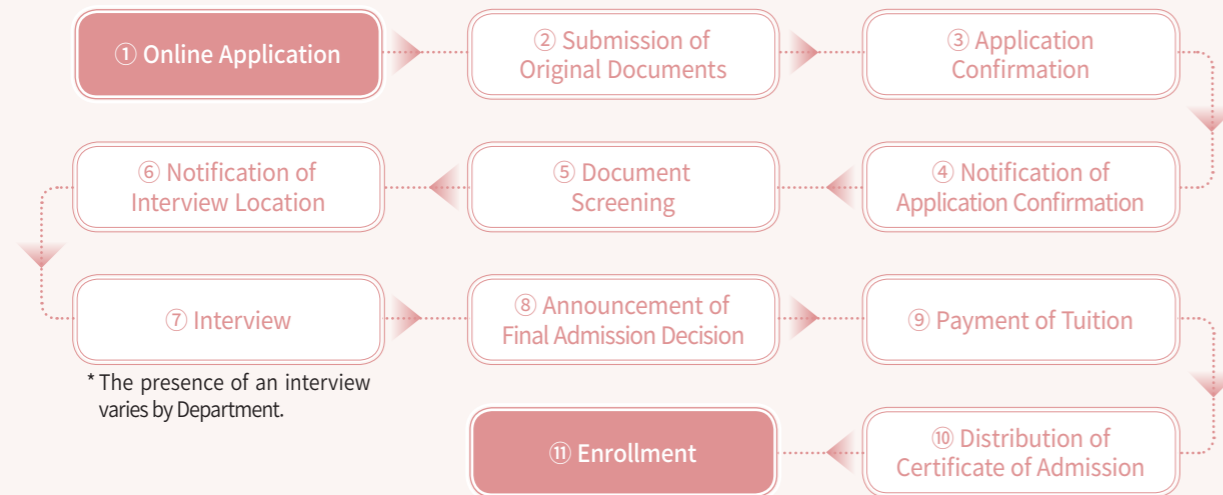 ① Online Application
② Submission of
Original Documents
③ Application
Confirmation
④ Notification of
Application Confirmation
⑤ Document
Screening
⑥ Notification of
Interview Location
⑦ Interview
* The presence of an interview
varies by Department.
⑧ Announcement of
Final Admission Decision
⑨ Payment of Tuition
⑩ Distribution of
Certificate of Admission
⑪ Enrollment